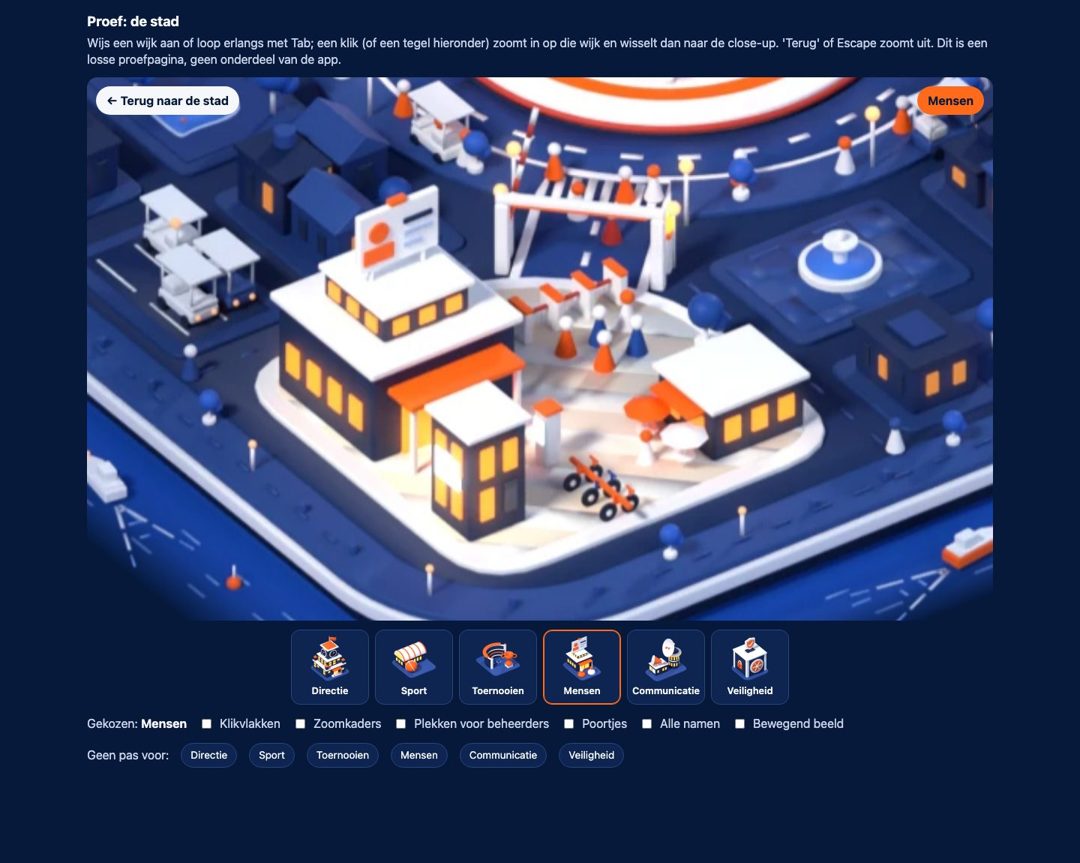 Proef: de stad
Wijs een wijk aan of loop erlangs met Tab; een klik (of een tegel hieronder) zoomt in op die wijk en wisselt dan naar de close-up. 'Terug' of Escape zoomt uit. Dit is een
losse proefpagina, geen onderdeel van de app.
← Terug naar de stad
Mensen
Directie
Sport
Toernooien
Mensen
Communicatie
Veiligheid
Gekozen: Mensen Klikvlakken Zoomkaders Plekken voor beheerders Poortjes Alle namen Bewegend beeld
Geen pas voor: Directie Sport Toernooien Mensen Communicatie Veiligheid